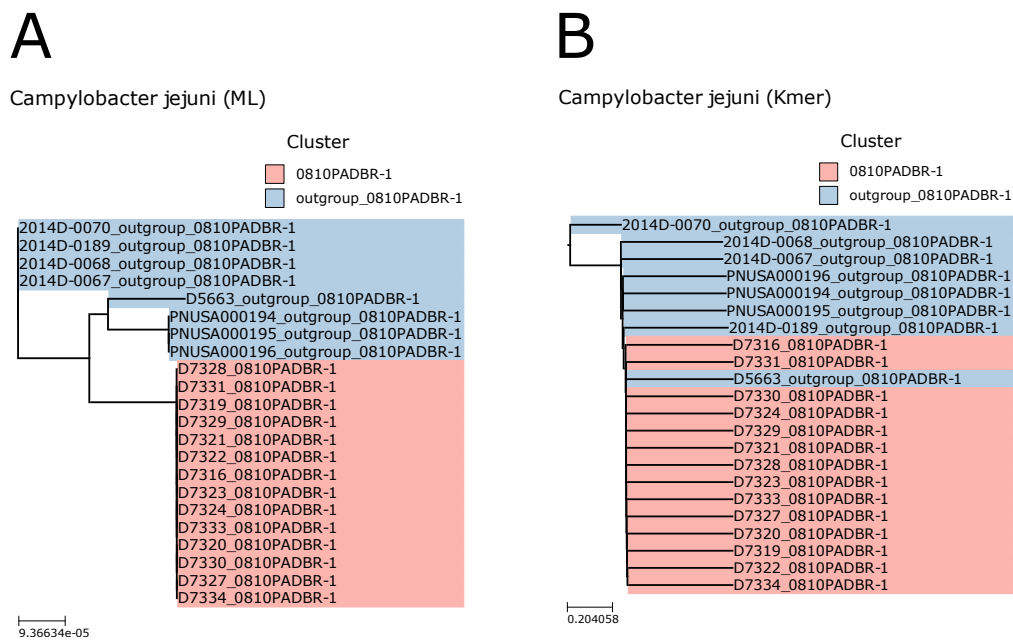 A
Campylobacter jejuni (ML)
Cluster
0810PADBR-1
outgroup_0810PADBR-1
2014D-0070_outgroup_0810PADBR-1
2014D-0189_outgroup_0810PADBR-1
2014D-0068_outgroup_0810PADBR-1
2014D-0067_outgroup_0810PADBR-1
D5663_outgroup_0810PADBR-1
PNUSA000194_outgroup_0810PADBR-1
PNUSA000195_outgroup_0810PADBR-1
PNUSA000196_outgroup_0810PADBR-1
D7328_0810PADBR-1
D7331_0810PADBR-1
D7319_0810PADBR-1
D7329_0810PADBR-1
D7321_0810PADBR-1
D7322_0810PADBR-1
D7316_0810PADBR-1
D7323_0810PADBR-1
D7324_0810PADBR-1
D7333_0810PADBR-1
D7320_0810PADBR-1
D7330_0810PADBR-1
D7327_0810PADBR-1
D7334_0810PADBR-1
9.36634e-05
B
Campylobacter jejuni (Kmer)
Cluster
0810PADBR-1
outgroup_0810PADBR-1
2014D-0070_outgroup_0810PADBR-1
2014D-0068_outgroup_0810PADBR-1
2014D-0067_outgroup_0810PADBR-1
PNUSA000196_outgroup_0810PADBR-1
PNUSA000194_outgroup_0810PADBR-1
PNUSA000195_outgroup_0810PADBR-1
2014D-0189_outgroup_0810PADBR-1
D7316_0810PADBR-1
D7331_0810PADBR-1
D5663_outgroup_0810PADBR-1
D7330_0810PADBR-1
D7324_0810PADBR-1
D7329_0810PADBR-1
D7321_0810PADBR-1
D7328_0810PADBR-1
D7323_0810PADBR-1
D7333_0810PADBR-1
D7327_0810PADBR-1
D7320_0810PADBR-1
D7319_0810PADBR-1
D7322_0810PADBR-1
D7334_0810PADBR-1
0.204058